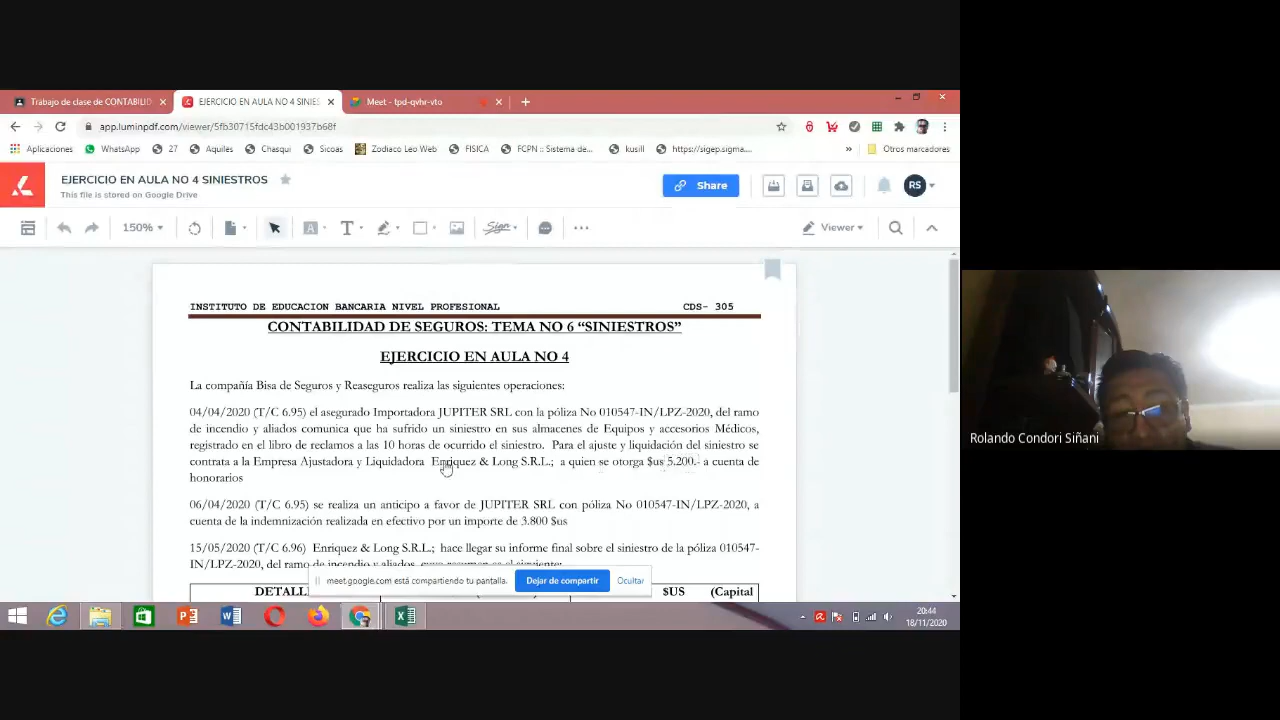 Trabajo de clase de CONTABILID
EJERCICIO EN AULA NO 4 SINIES
Meet - tpd-qvhr-vto
app.luminpdf.com/viewer/5fb30715fdc43b001937b68f
Aplicaciones
WhatsApp
27
Aquiles
Chasqui
Sicoas
Zodiaco Leo Web
FISICA
FCPN :: Sistema de...
kusill
https://sigep.sigma....
»
Otros marcadores
EJERCICIO EN AULA NO 4 SINIESTROS
This file is stored on Google Drive
Share
RS
150%
Sign
Viewer
INSTITUTO DE EDUCACION BANCARIA NIVEL PROFESIONAL CDS- 305
CONTABILIDAD DE SEGUROS: TEMA NO 6 “SINIESTROS”
EJERCICIO EN AULA NO 4
La compañía Bisa de Seguros y Reaseguros realiza las siguientes operaciones:
04/04/2020 (T/C 6.95) el asegurado Importadora JUPITER SRL con la póliza No 010547-IN/LPZ-2020, del ramo
de incendio y aliados comunica que ha sufrido un siniestro en sus almacenes de Equipos y accesorios Médicos,
registrado en el libro de reclamos a las 10 horas de ocurrido el siniestro. Para el ajuste y liquidación del siniestro se
contrata a la Empresa Ajustadora y Liquidadora Enriquez & Long S.R.L.; a quien se otorga $us 5.200.- a cuenta de
honorarios
06/04/2020 (T/C 6.95) se realiza un anticipo a favor de JUPITER SRL con póliza No 010547-IN/LPZ-2020, a
cuenta de la indemnización realizada en efectivo por un importe de 3.800 $us
15/05/2020 (T/C 6.96) Enriquez & Long S.R.L.; hace llegar su informe final sobre el siniestro de la póliza 010547-
IN/LPZ-2020, del ramo de incendio y aliados, cuyo resumen es el siguiente:
DETALL
$US (Capital
meet.google.com está compartiendo tu pantalla.
Dejar de compartir
Ocultar
20:44
18/11/2020
Rolando Condori Siñani